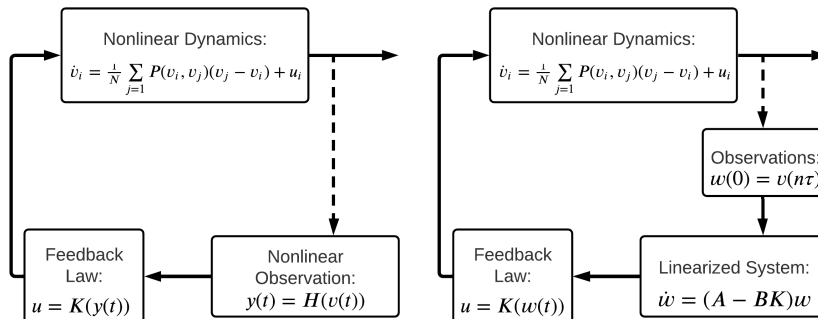 Nonlinear Dynamics:
v̇ᵢ = 1/N ∑_{j=1} P(vᵢ, vⱼ)(vⱼ − vᵢ) + uᵢ
Feedback
Law:
u = K(y(t))
Nonlinear
Observation:
y(t) = H(v(t))
Nonlinear Dynamics:
v̇ᵢ = 1/N ∑_{j=1} P(vᵢ, vⱼ)(vⱼ − vᵢ) + uᵢ
Observations:
w(0) = v(nτ)
Feedback
Law:
u = K(w(t))
Linearized System:
ẇ = (A − BK)w